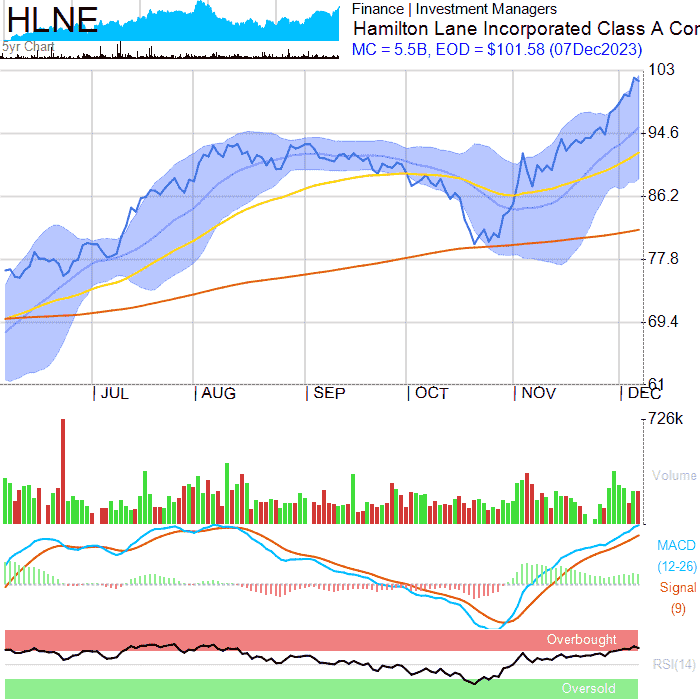 HLNE
5yr Chart
Finance | Investment Managers
Hamilton Lane Incorporated Class A Cor
MC = 5.5B, EOD = $101.58 (07Dec2023)
103
94.6
86.2
77.8
69.4
61
JUL AUG SEP OCT NOV DEC
726k
Volume
MACD
(12-26)
Signal
(9)
Overbought
RSI(14)
Oversold